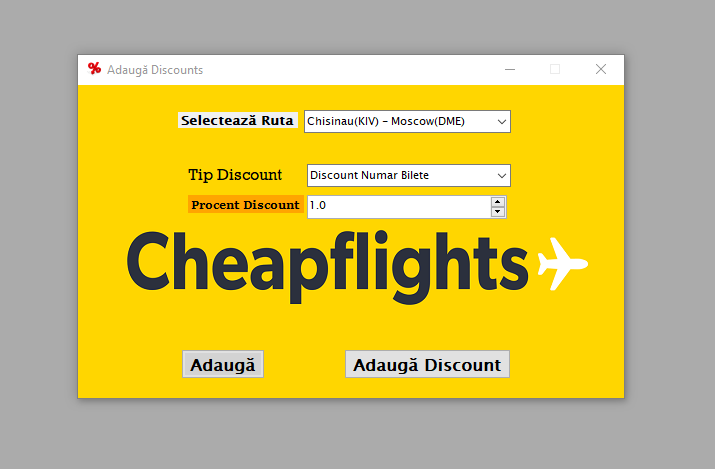 Adaugă Discounts
Selectează Ruta Chisinau(KIV) - Moscow(DME)
Tip Discount Discount Numar Bilete
Procent Discount 1.0
Cheapflights
Adaugă Adaugă Discount